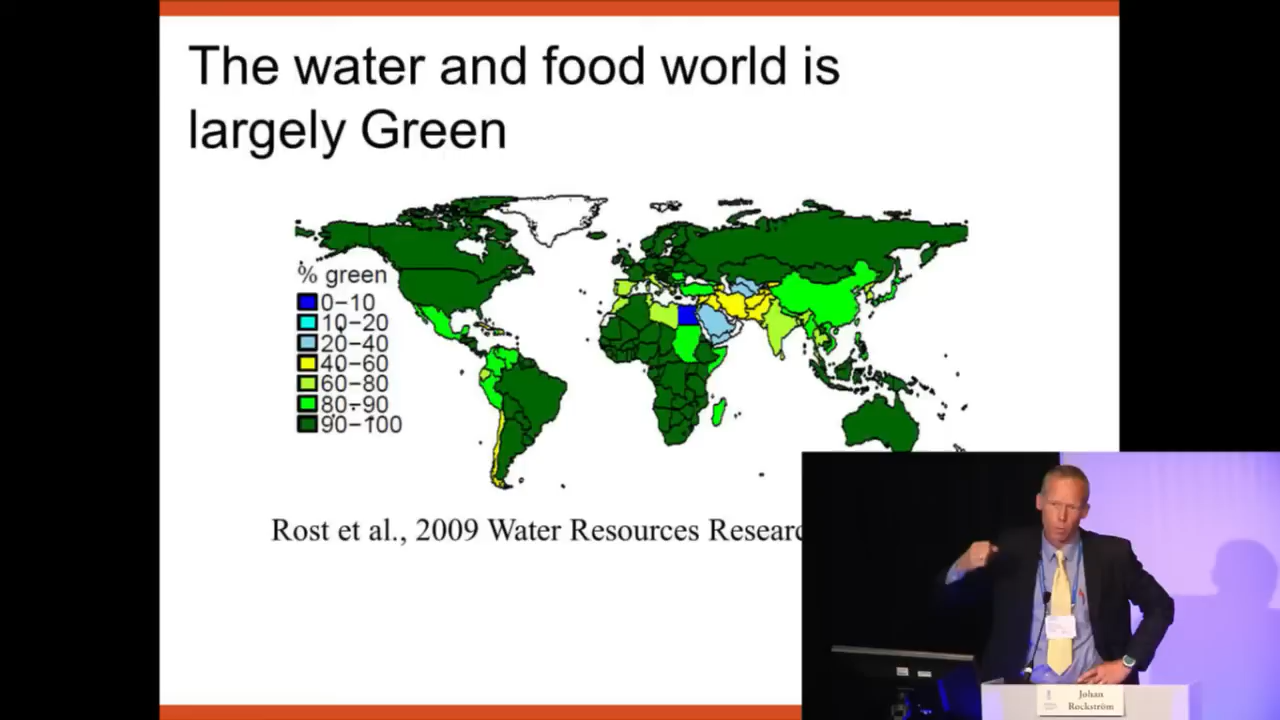 The water and food world is
largely Green
% green
0-10
10-20
20-40
40-60
60-80
80-90
90-100
Rost et al., 2009 Water Resources Researc
Johan
Rockström